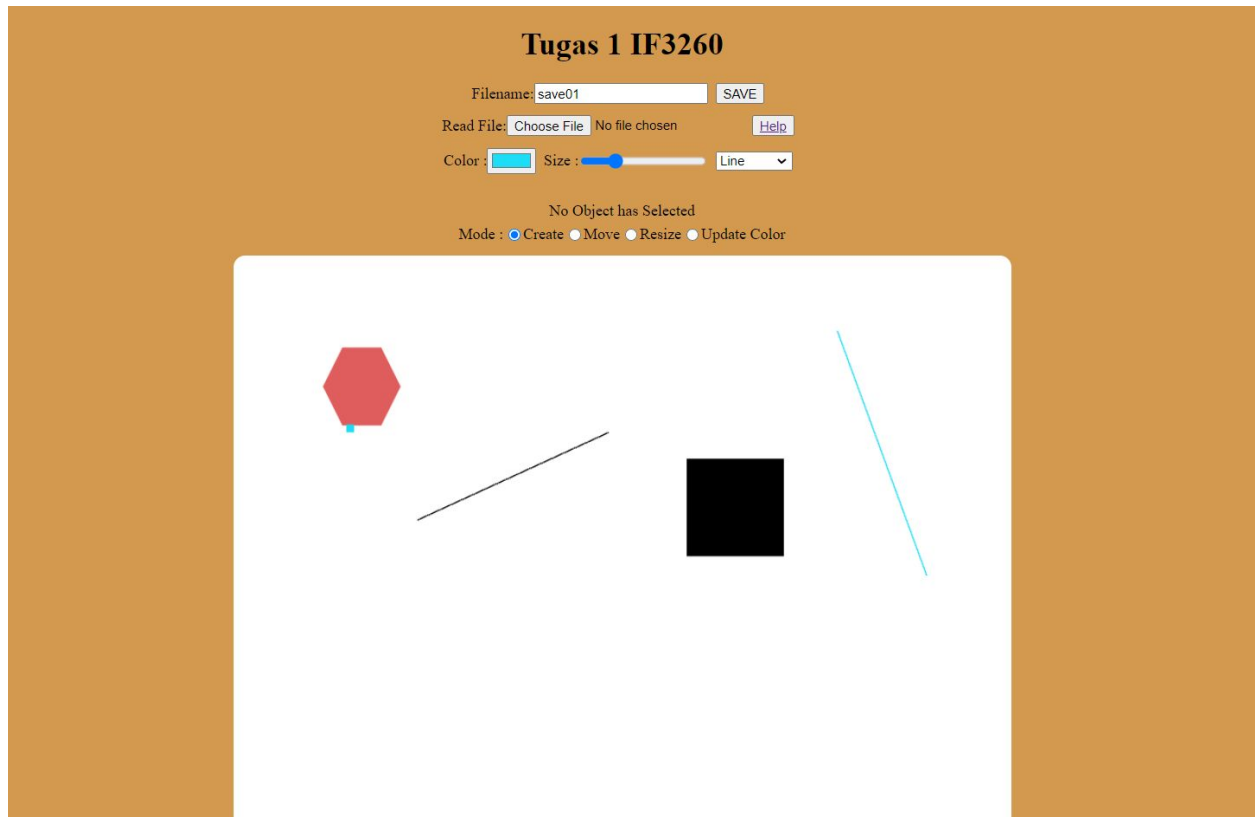 Tugas 1 IF3260
Filename: save01 SAVE
Read File: Choose File No file chosen Help
Color : Size : Line
No Object has Selected
Mode : Create Move Resize Update Color